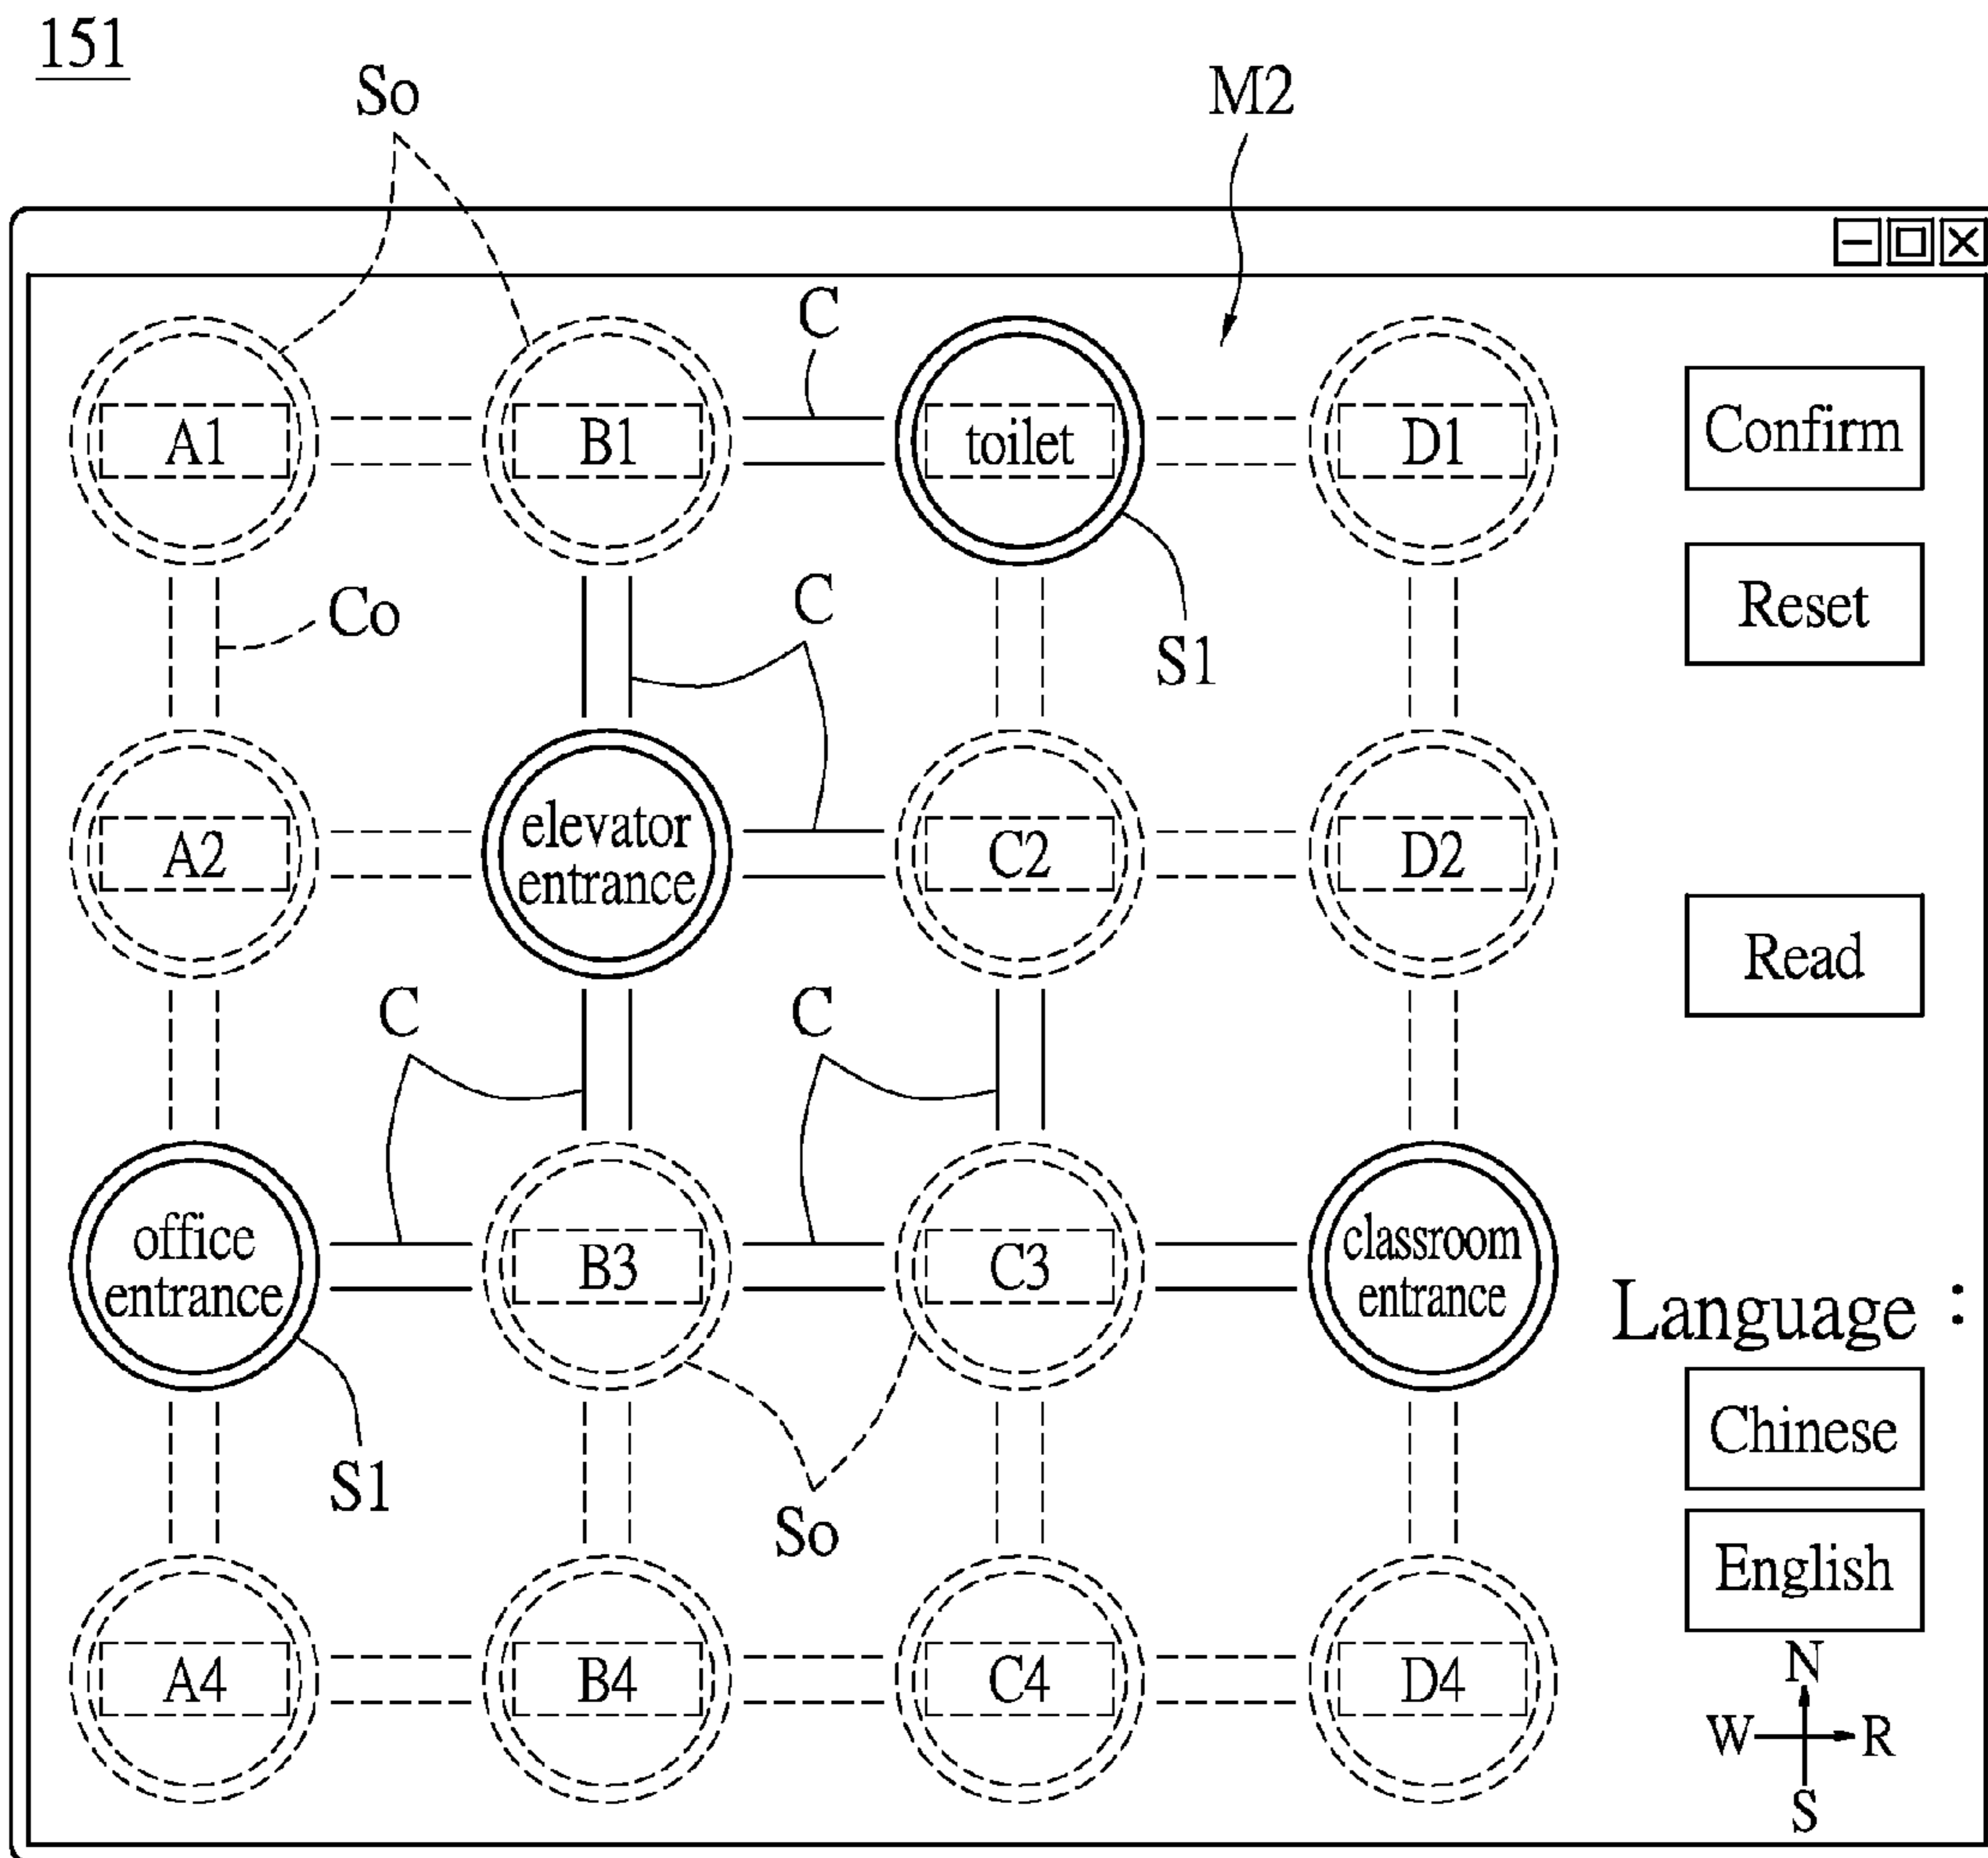 151
So
M2
C
A1
B1
toilet
D1
Confirm
Co
C
S1
Reset
A2
elevator
entrance
C2
D2
Read
C
C
office
entrance
B3
C3
classroom
entrance
Language :
S1
So
Chinese
English
A4
B4
C4
D4
N
W
R
S